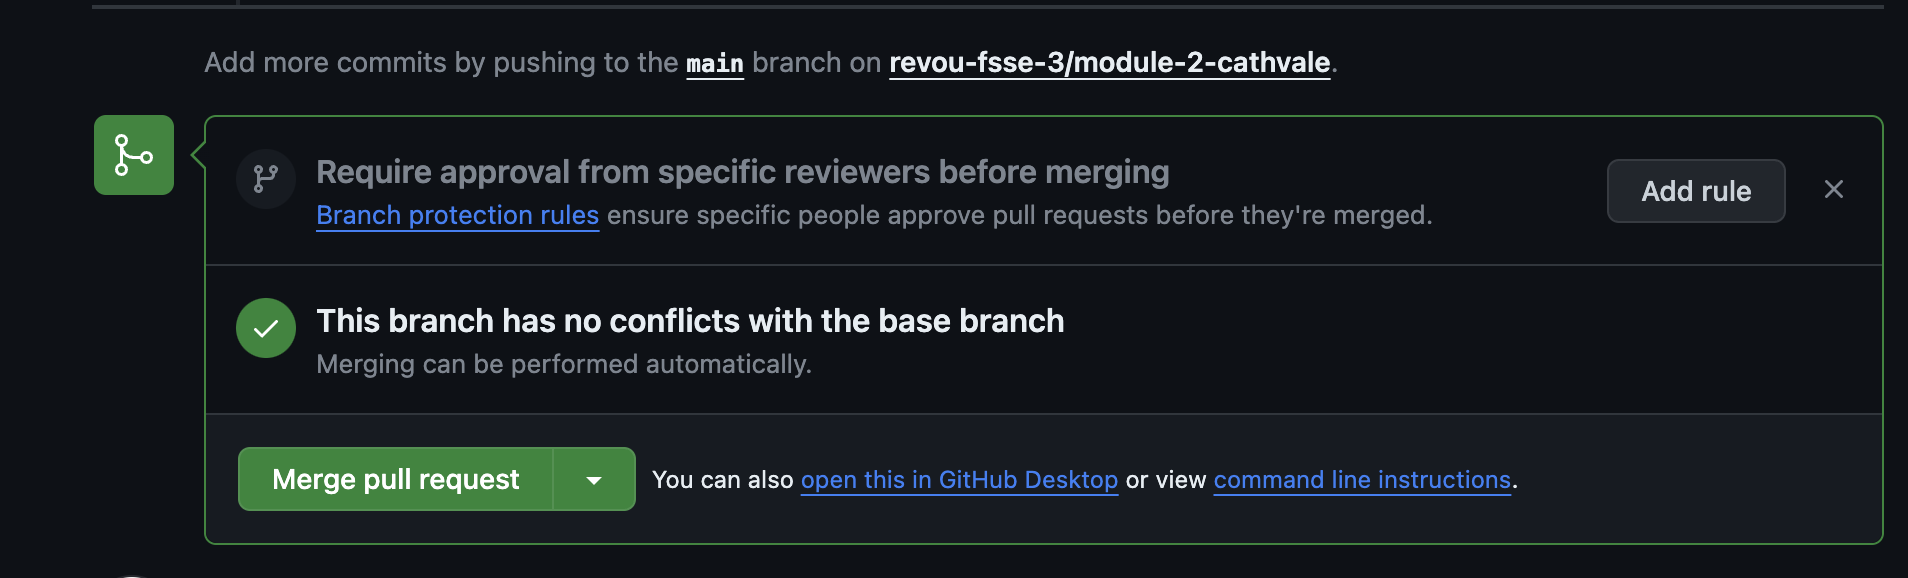 Add more commits by pushing to the main branch on revou-fsse-3/module-2-cathvale.
Require approval from specific reviewers before merging
Add rule
Branch protection rules ensure specific people approve pull requests before they're merged.
This branch has no conflicts with the base branch
Merging can be performed automatically.
Merge pull request
You can also open this in GitHub Desktop or view command line instructions.